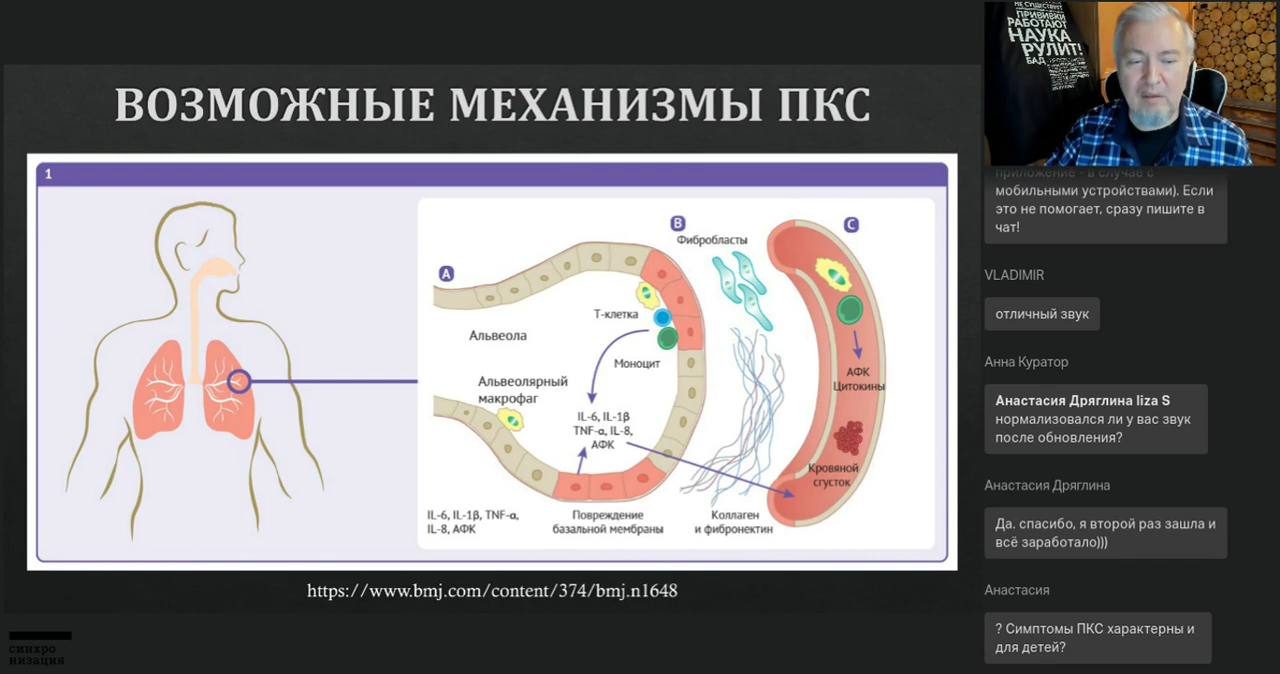 ВОЗМОЖНЫЕ МЕХАНИЗМЫ ПКС
1
A
B
C
Фибробласты
Т-клетка
Альвеола
Моноцит
Альвеолярный
макрофаг
АФК
Цитокины
IL-6, IL-1β
TNF-α, IL-8,
АФК
Кровяной
сгусток
IL-6, IL-1β, TNF-α,
IL-8, АФК
Повреждение
базальной мембраны
Коллаген
и фибронектин
https://www.bmj.com/content/374/bmj.n1648
синхро
низация
ПРИВИВКИ
РАБОТАЮТ
НАУКА
РУЛИТ!
БАД
приложение - в случае с
мобильными устройствами). Если
это не помогает, сразу пишите в
чат!
VLADIMIR
отличный звук
Анна Куратор
Анастасия Дряглина liza S
нормализовался ли у вас звук
после обновления?
Анастасия Дряглина
Да. спасибо, я второй раз зашла и
всё заработало)))
Анастасия
? Симптомы ПКС характерны и
для детей?